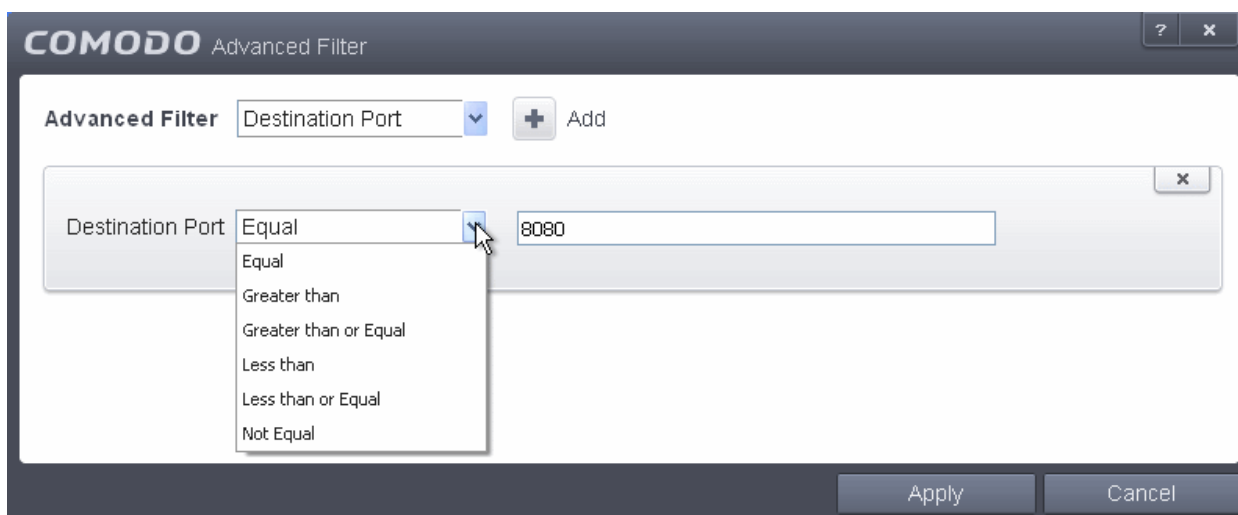 COMODO Advanced Filter ? x
Advanced Filter Destination Port + Add
x
Destination Port Equal 8080
Equal
Greater than
Greater than or Equal
Less than
Less than or Equal
Not Equal
Apply Cancel